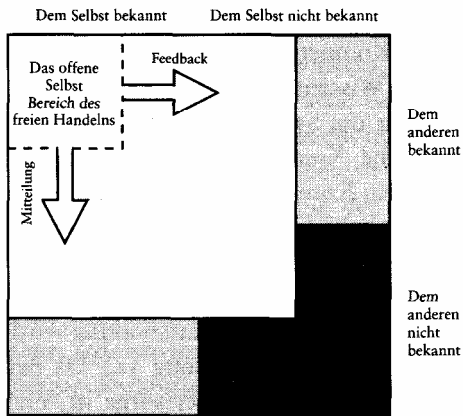 Dem Selbst bekannt
Dem Selbst nicht bekannt
Das offene
Selbst
Bereich des
freien Handelns
Feedback
Mitteilung
Dem
anderen
bekannt
Dem
anderen
nicht
bekannt